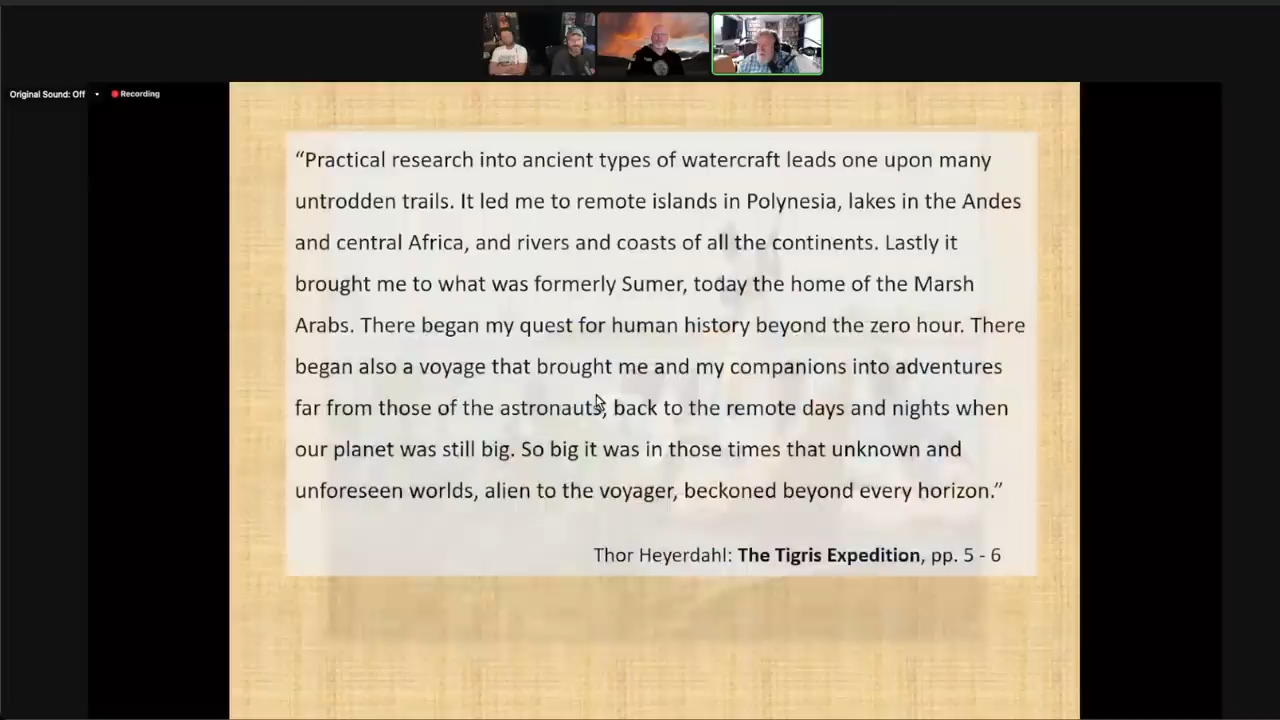 Original Sound: Off
Recording
“Practical research into ancient types of watercraft leads one upon many
untrodden trails. It led me to remote islands in Polynesia, lakes in the Andes
and central Africa, and rivers and coasts of all the continents. Lastly it
brought me to what was formerly Sumer, today the home of the Marsh
Arabs. There began my quest for human history beyond the zero hour. There
began also a voyage that brought me and my companions into adventures
far from those of the astronauts, back to the remote days and nights when
our planet was still big. So big it was in those times that unknown and
unforeseen worlds, alien to the voyager, beckoned beyond every horizon.”
Thor Heyerdahl: The Tigris Expedition, pp. 5 - 6